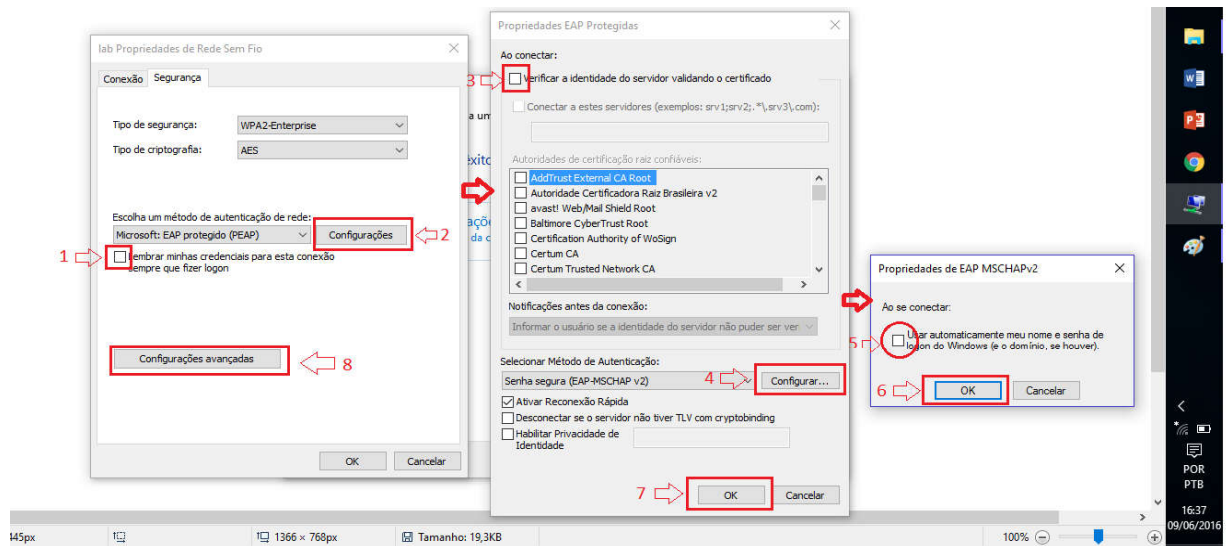 lab Propriedades de Rede Sem Fio
Conexão Segurança
Tipo de segurança: WPA2-Enterprise
Tipo de criptografia: AES
Escolha um método de autenticação de rede:
Microsoft: EAP protegido (PEAP) Configurações 2
1 Lembrar minhas credenciais para esta conexão
sempre que fizer logon
Configurações avançadas 8
OK Cancelar
Propriedades EAP Protegidas
Ao conectar:
3 Verificar a identidade do servidor validando o certificado
Conectar a estes servidores (exemplos: srv1;srv2;.*\.srv3\.com):
Autoridades de certificação raiz confiáveis:
AddTrust External CA Root
Autoridade Certificadora Raiz Brasileira v2
avast! Web/Mail Shield Root
Baltimore CyberTrust Root
Certification Authority of WoSign
Certum CA
Certum Trusted Network CA
Notificações antes da conexão:
Informar o usuário se a identidade do servidor não puder ser ver
Selecionar Método de Autenticação:
Senha segura (EAP-MSCHAP v2) 4 Configurar...
Ativar Reconexão Rápida
Desconectar se o servidor não tiver TLV com cryptobinding
Habilitar Privacidade de
Identidade
7 OK Cancelar
Propriedades de EAP MSCHAPv2
Ao se conectar:
5 Usar automaticamente meu nome e senha de
logon do Windows (e o domínio, se houver).
6 OK Cancelar
POR
PTB
16:37
09/06/2016
445px 1366 × 768px Tamanho: 19,3KB 100%